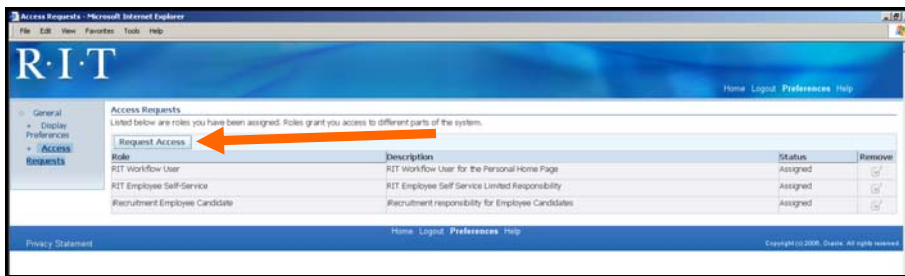 Access Requests - Microsoft Internet Explorer
File Edit View Favorites Tools Help
R·I·T
Home Logout Preferences Help
General
Display Preferences
Access Requests
Access Requests
Listed below are roles you have been assigned. Roles grant you access to different parts of the system.
Request Access
Role Description Status Remove
RIT Workflow User RIT Workflow User for the Personal Home Page Assigned
RIT Employee Self-Service RIT Employee Self Service Limited Responsibility Assigned
iRecruitment Employee Candidate iRecruitment responsibility for Employee Candidates Assigned
Home Logout Preferences Help
Privacy Statement
Copyright (c) 2006, Oracle. All rights reserved.